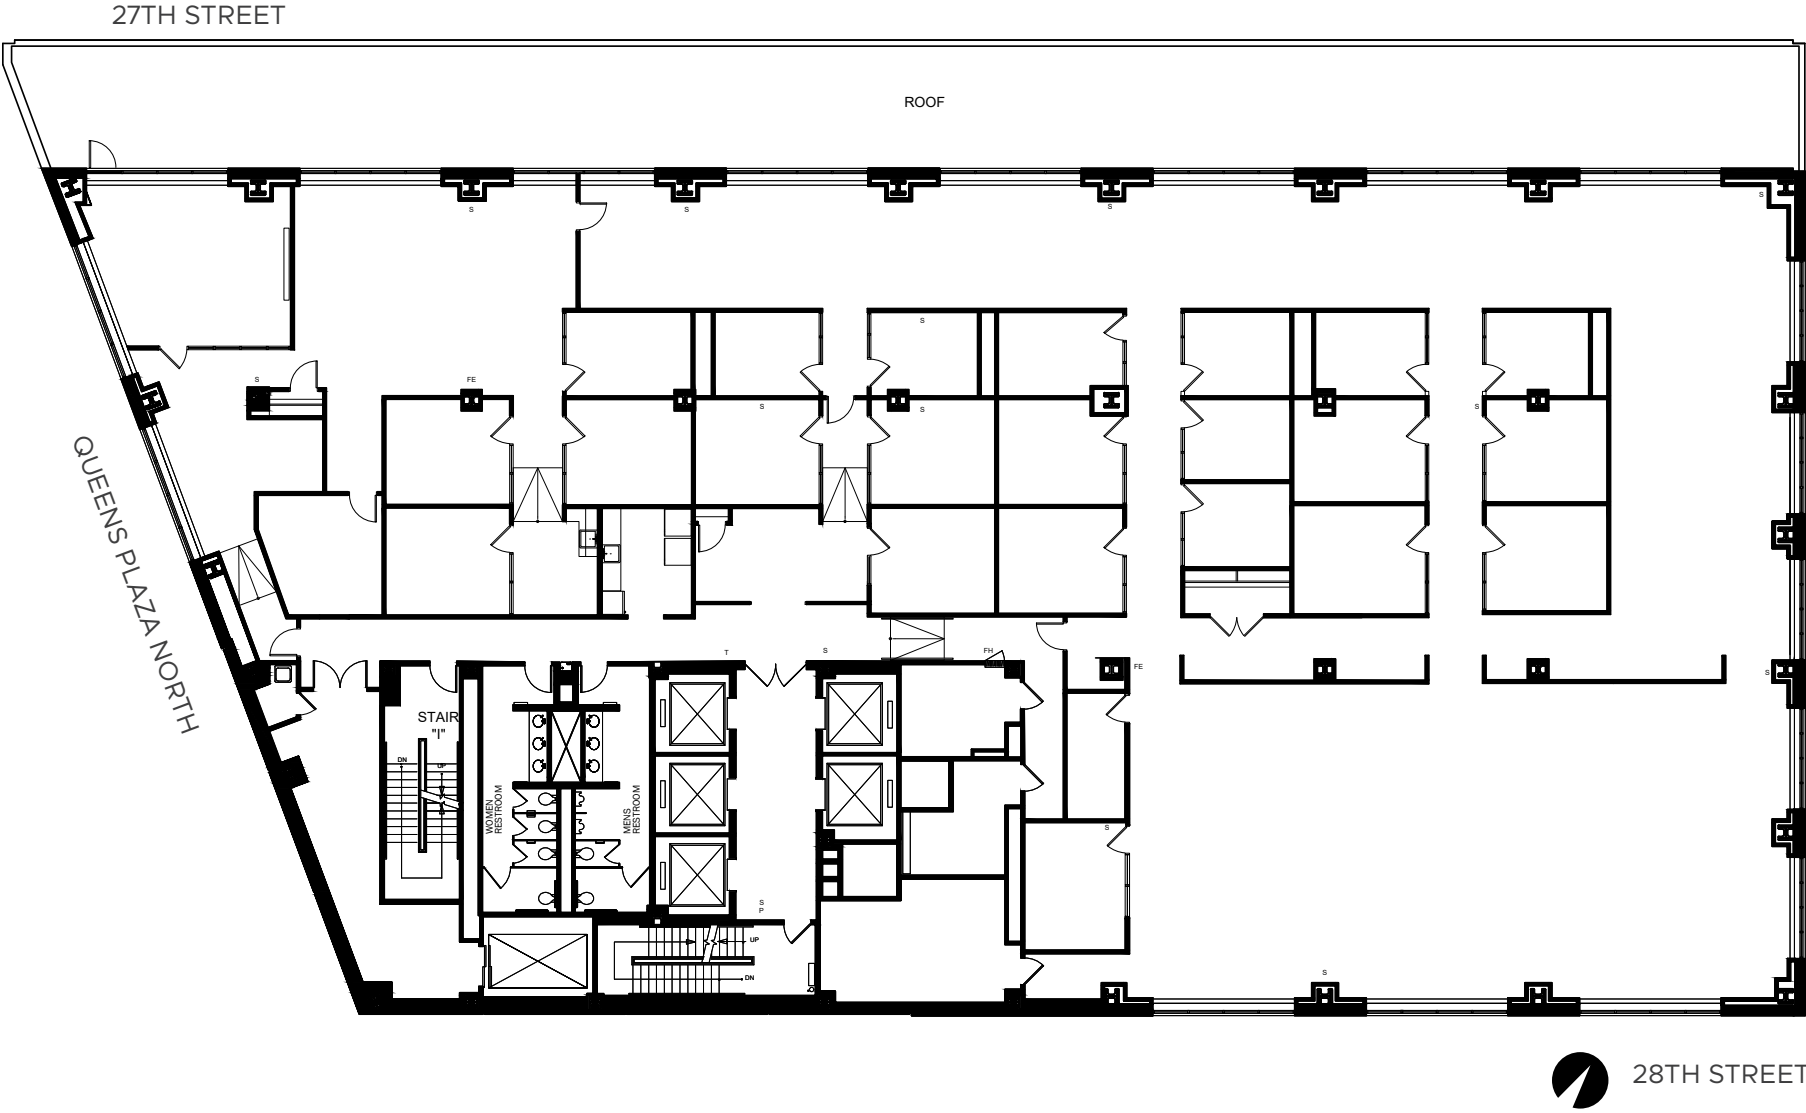 27TH STREET
ROOF
S
S
S
S
S
S
FE
S
S
S
S
QUEENS PLAZA NORTH
T
S
FH
FE
S
STAIR
"I"
DN
UP
WOMEN
RESTROOM
MENS
RESTROOM
S
S
P
UP
DN
S
28TH STREET